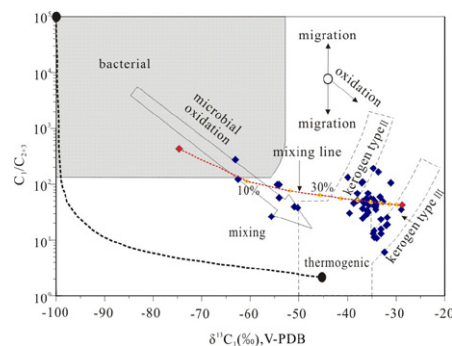 10⁵
10⁴
10³
10²
10¹
10⁰
C₁/C₂₊₃
bacterial
microbial
oxidation
migration
oxidation
migration
mixing line
kerogen type II
10%
30%
kerogen type III
mixing
thermogenic
-100
-90
-80
-70
-60
-50
-40
-30
-20
δ¹³C₁(‰),V-PDB